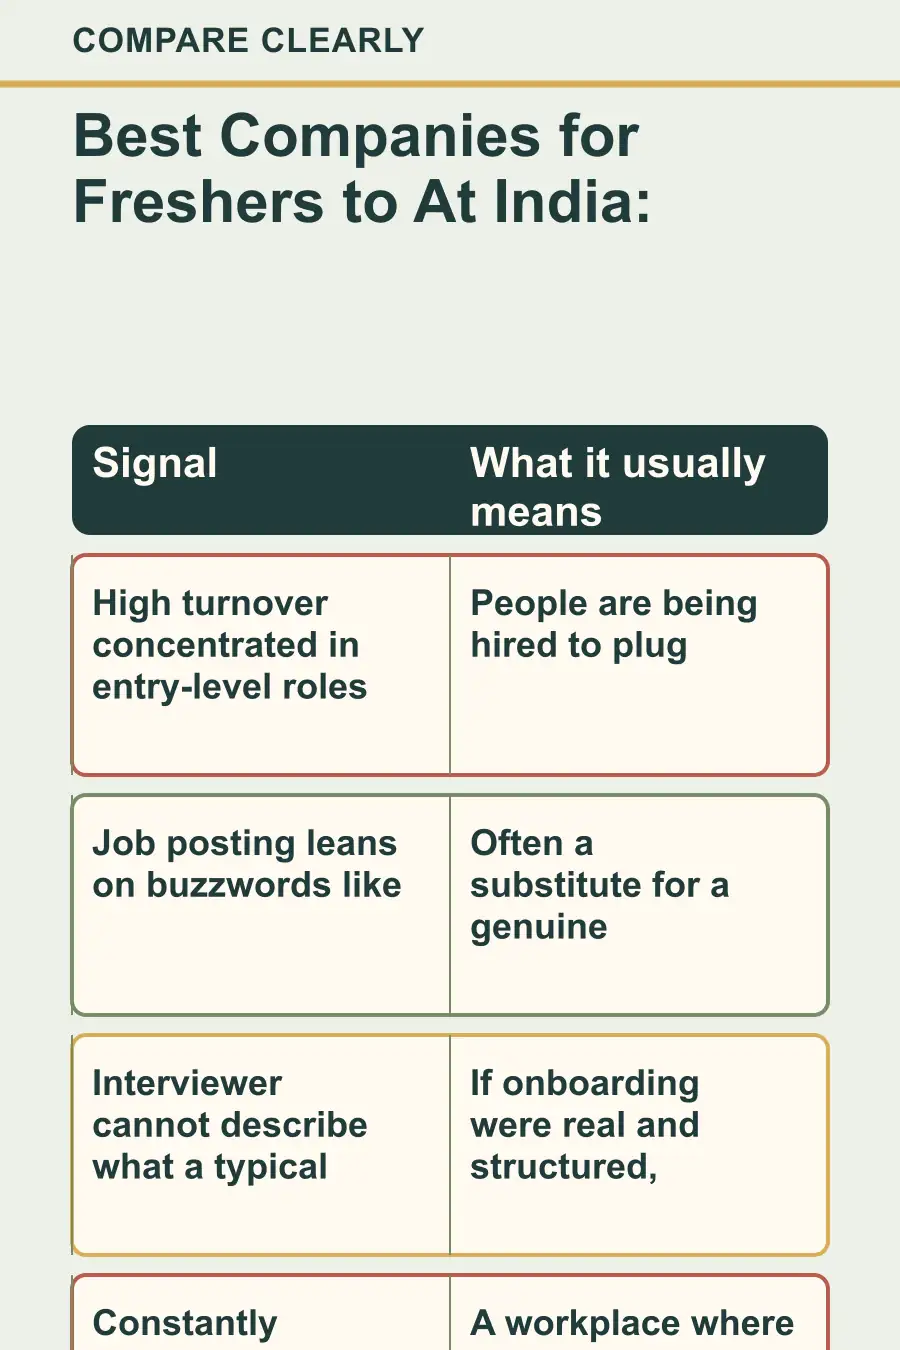 COMPARE CLEARLY
Best Companies for
Freshers to At India:
Signal
What it usually
means
High turnover
concentrated in
entry-level roles
People are being
hired to plug
Job posting leans
on buzzwords like
Often a
substitute for a
genuine
Interviewer
cannot describe
what a typical
If onboarding
were real and
structured,
Constantly
A workplace where